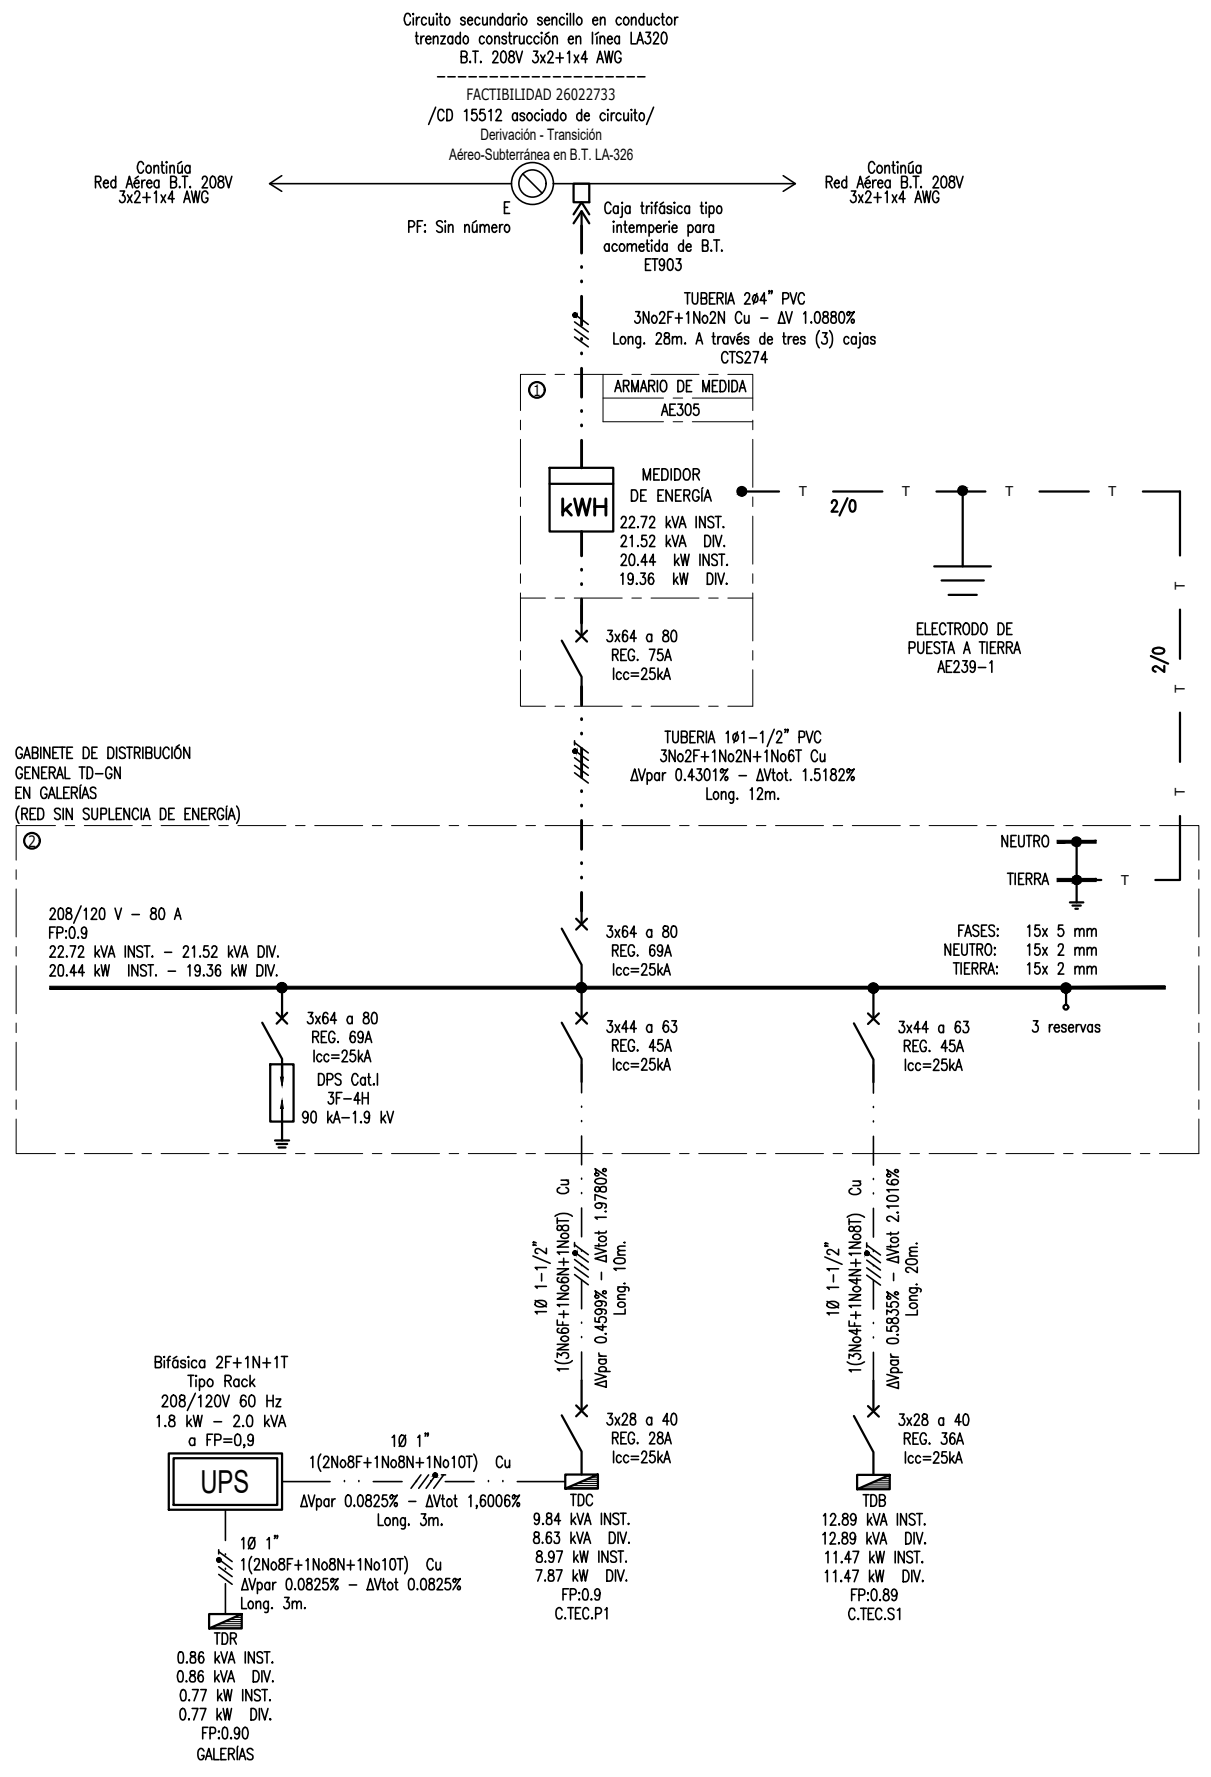 Circuito secundario sencillo en conductor
trenzado construcción en línea LA320
B.T. 208V 3x2+1x4 AWG
FACTIBILIDAD 26022733
/CD 15512 asociado de circuito/
Derivación - Transición
Aéreo-Subterránea en B.T. LA-326
Continúa
Red Aérea B.T. 208V
3x2+1x4 AWG
Continúa
Red Aérea B.T. 208V
3x2+1x4 AWG
E
PF: Sin número
Caja trifásica tipo
intemperie para
acometida de B.T.
ET903
TUBERIA 2ø4” PVC
3No2F+1No2N Cu – ΔV 1.0880%
Long. 28m. A través de tres (3) cajas
CTS274
1
ARMARIO DE MEDIDA
AE305
kWH
MEDIDOR
DE ENERGÍA
22.72 kVA INST.
21.52 kVA DIV.
20.44 kW INST.
19.36 kW DIV.
T
T
T
T
2/0
ELECTRODO DE
PUESTA A TIERRA
AE239–1
T
2/0
T
T
3x64 a 80
REG. 75A
Icc=25kA
TUBERIA 1ø1–1/2” PVC
3No2F+1No2N+1No6T Cu
ΔVpar 0.4301% – ΔVtot. 1.5182%
Long. 12m.
GABINETE DE DISTRIBUCIÓN
GENERAL TD–GN
EN GALERÍAS
(RED SIN SUPLENCIA DE ENERGÍA)
2
NEUTRO
TIERRA
T
208/120 V – 80 A
FP:0.9
22.72 kVA INST. – 21.52 kVA DIV.
20.44 kW INST. – 19.36 kW DIV.
3x64 a 80
REG. 69A
Icc=25kA
FASES: 15x 5 mm
NEUTRO: 15x 2 mm
TIERRA: 15x 2 mm
3x64 a 80
REG. 69A
Icc=25kA
DPS Cat.I
3F–4H
90 kA–1.9 kV
3x44 a 63
REG. 45A
Icc=25kA
3x44 a 63
REG. 45A
Icc=25kA
3 reservas
1Ø 1–1/2”
1(3No6F+1No6N+1No8T) Cu
ΔVpar 0.4599% – ΔVtot 1.9780%
Long. 10m.
1Ø 1–1/2”
1(3No4F+1No4N+1No8T) Cu
ΔVpar 0.5835% – ΔVtot 2.1016%
Long. 20m.
Bifásica 2F+1N+1T
Tipo Rack
208/120V 60 Hz
1.8 kW – 2.0 kVA
a FP=0,9
UPS
1Ø 1”
1(2No8F+1No8N+1No10T) Cu
ΔVpar 0.0825% – ΔVtot 1,6006%
Long. 3m.
3x28 a 40
REG. 28A
Icc=25kA
TDC
9.84 kVA INST.
8.63 kVA DIV.
8.97 kW INST.
7.87 kW DIV.
FP:0.9
C.TEC.P1
3x28 a 40
REG. 36A
Icc=25kA
TDB
12.89 kVA INST.
12.89 kVA DIV.
11.47 kW INST.
11.47 kW DIV.
FP:0.89
C.TEC.S1
1Ø 1”
1(2No8F+1No8N+1No10T) Cu
ΔVpar 0.0825% – ΔVtot 0.0825%
Long. 3m.
TDR
0.86 kVA INST.
0.86 kVA DIV.
0.77 kW INST.
0.77 kW DIV.
FP:0.90
GALERÍAS